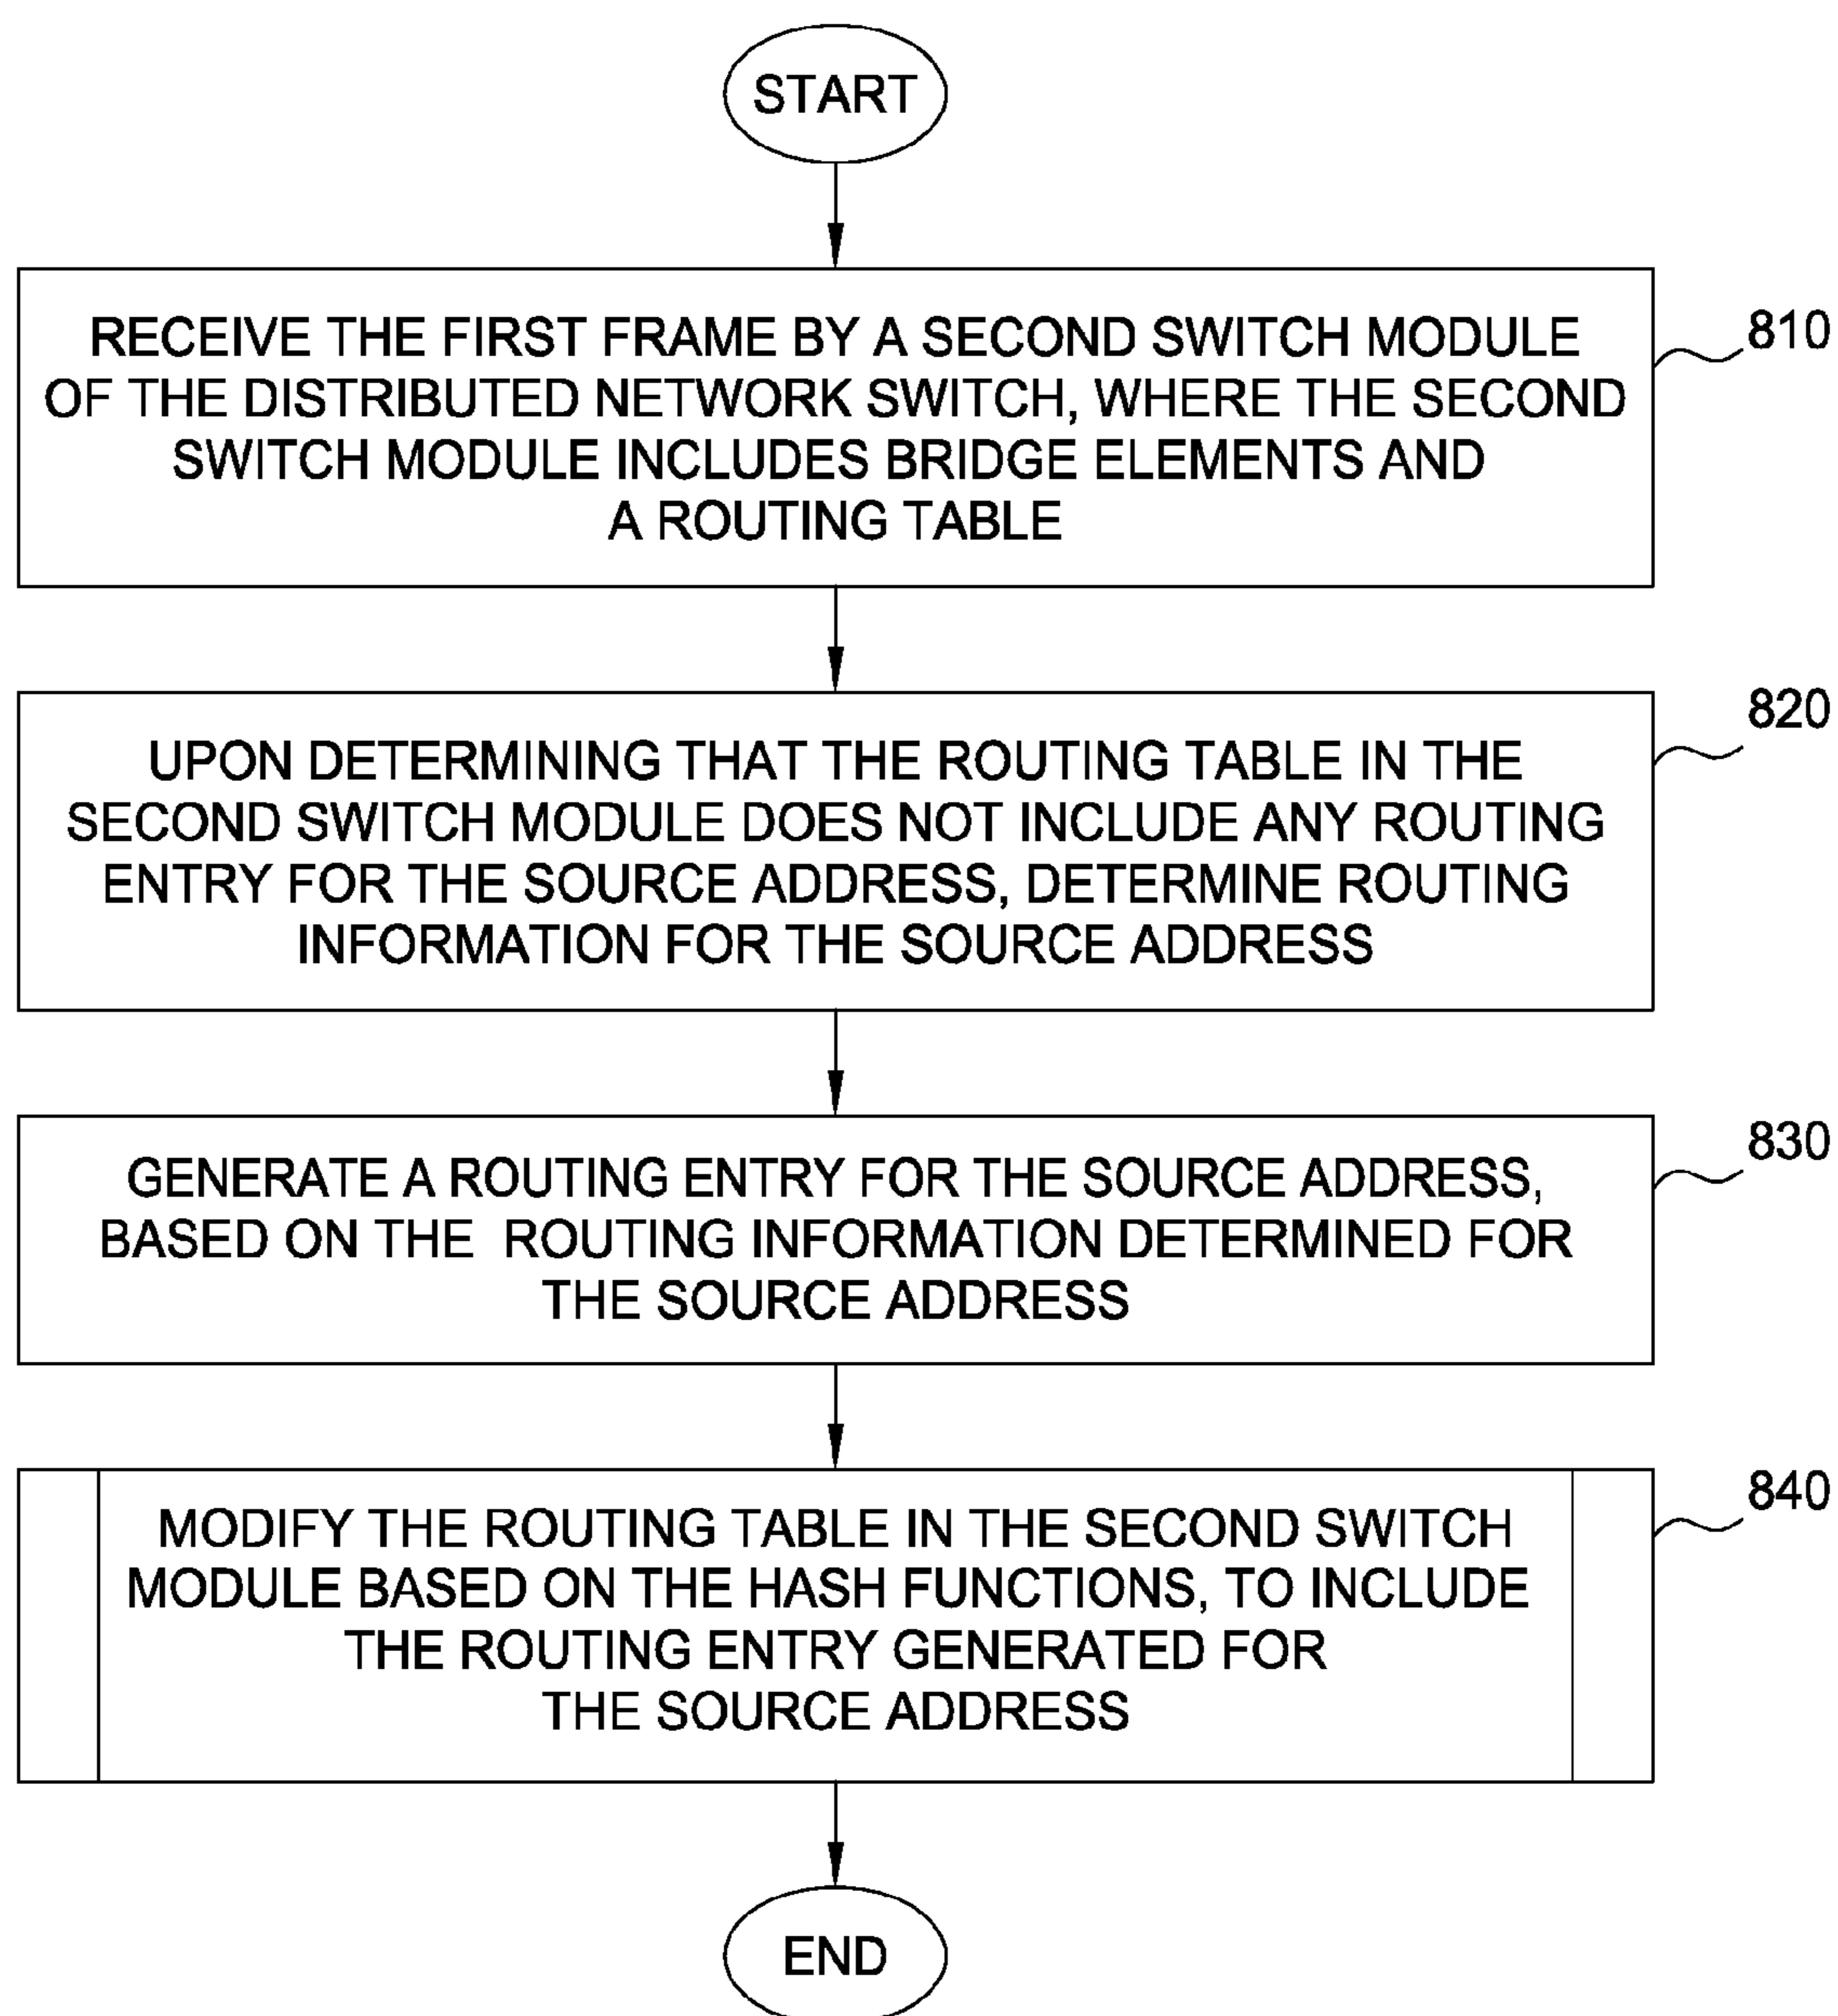 START
RECEIVE THE FIRST FRAME BY A SECOND SWITCH MODULE
OF THE DISTRIBUTED NETWORK SWITCH, WHERE THE SECOND
SWITCH MODULE INCLUDES BRIDGE ELEMENTS AND
A ROUTING TABLE
810
UPON DETERMINING THAT THE ROUTING TABLE IN THE
SECOND SWITCH MODULE DOES NOT INCLUDE ANY ROUTING
ENTRY FOR THE SOURCE ADDRESS, DETERMINE ROUTING
INFORMATION FOR THE SOURCE ADDRESS
820
GENERATE A ROUTING ENTRY FOR THE SOURCE ADDRESS,
BASED ON THE ROUTING INFORMATION DETERMINED FOR
THE SOURCE ADDRESS
830
MODIFY THE ROUTING TABLE IN THE SECOND SWITCH
MODULE BASED ON THE HASH FUNCTIONS, TO INCLUDE
THE ROUTING ENTRY GENERATED FOR
THE SOURCE ADDRESS
840
END